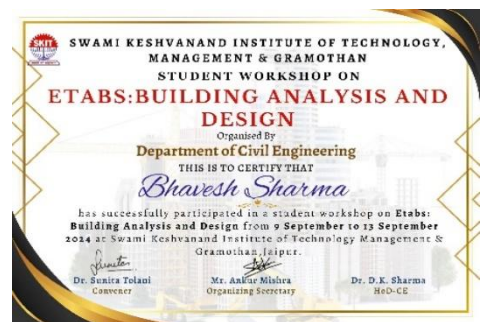 SKIT
SWAMI KESHVANAND INSTITUTE OF TECHNOLOGY,
MANAGEMENT & GRAMOTHAN
STUDENT WORKSHOP ON
ETABS:BUILDING ANALYSIS AND
DESIGN
Organised By
Department of Civil Engineering
THIS IS TO CERTIFY THAT
Bhavesh Sharma
has successfully participated in a student workshop on Etabs:
Building Analysis and Design from 9 September to 13 September
2024 at Swami Keshvanand Institute of Technology Management &
Gramothan,Jaipur.
Dr. Sunita Tolani Mr. Ankur Mishra Dr. D.K. Sharma
Convener Organizing Secretary HoD-CE